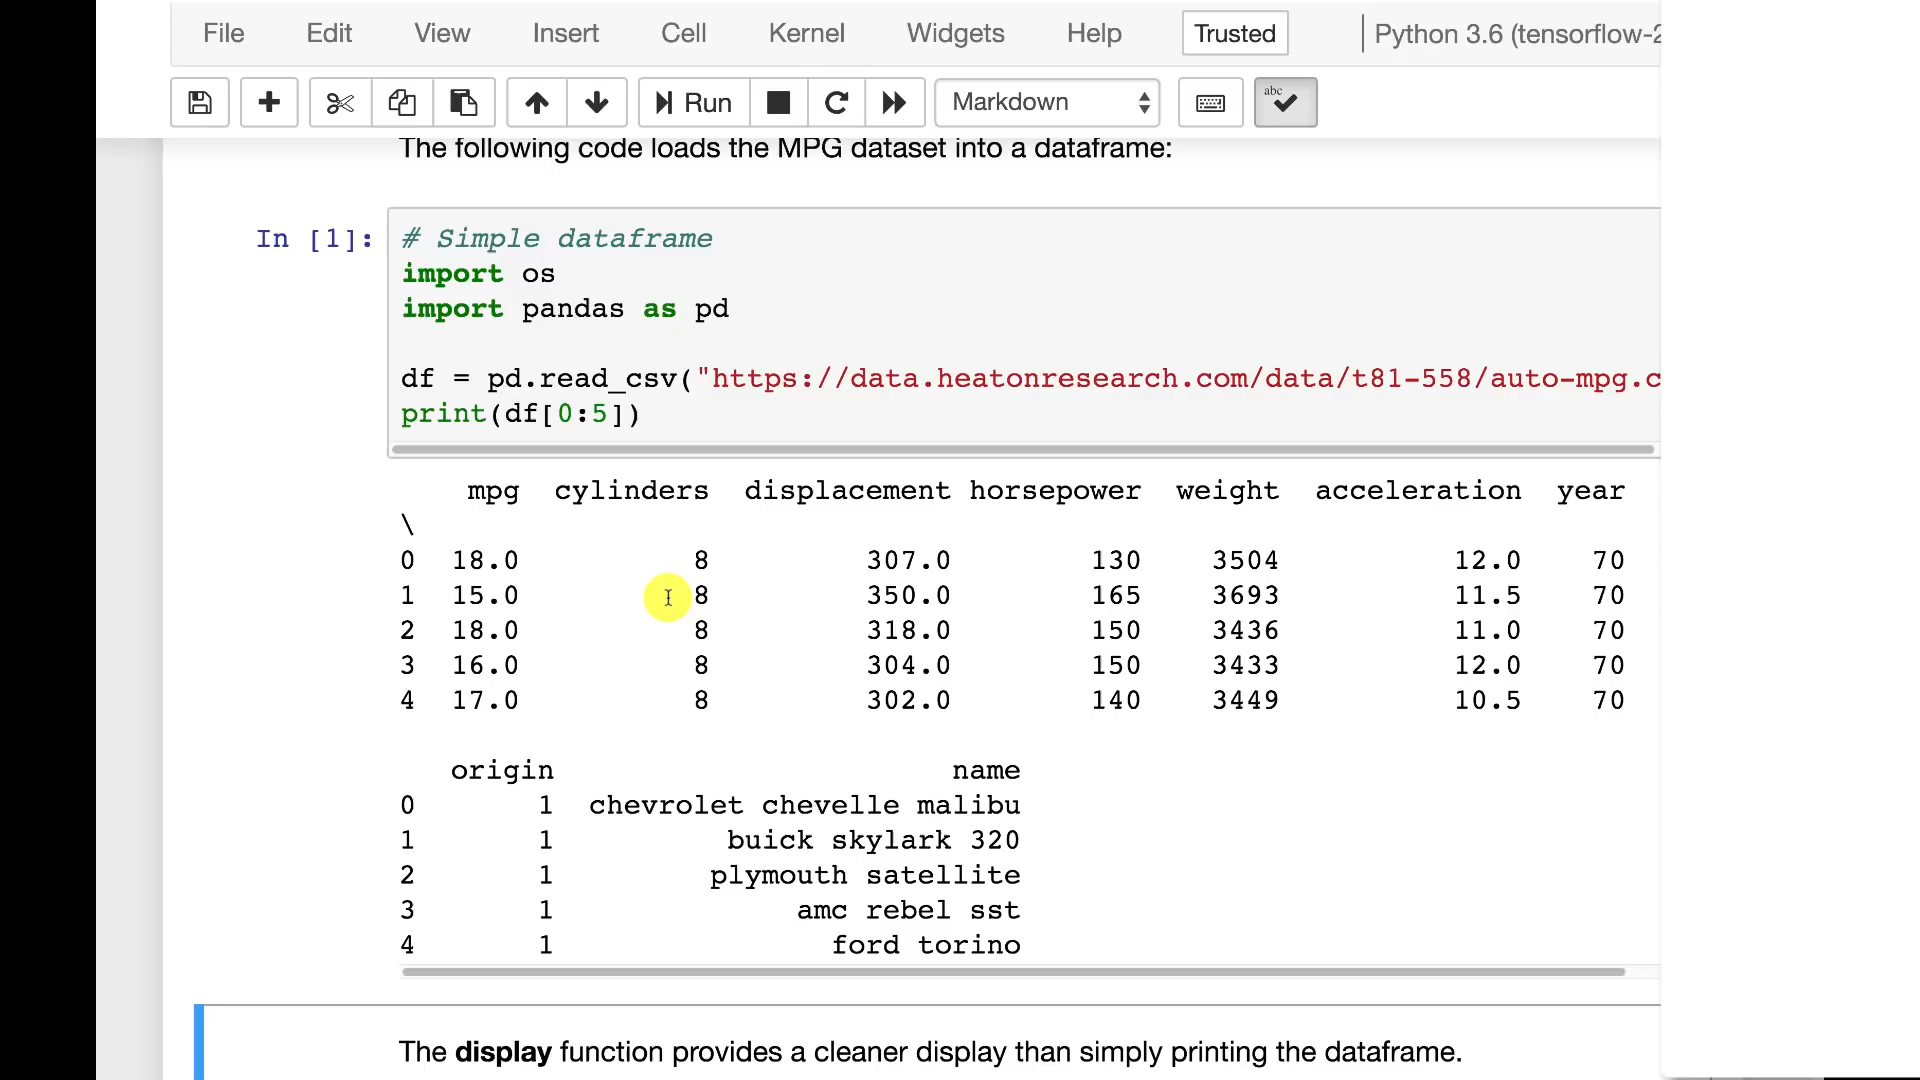 File Edit View Insert Cell Kernel Widgets Help Trusted Python 3.6 (tensorflow-2
Run Markdown abc
The following code loads the MPG dataset into a dataframe:
In [1]: # Simple dataframe
import os
import pandas as pd
df = pd.read_csv("https://data.heatonresearch.com/data/t81-558/auto-mpg.c
print(df[0:5])
mpg cylinders displacement horsepower weight acceleration year
\
0 18.0 8 307.0 130 3504 12.0 70
1 15.0 8 350.0 165 3693 11.5 70
2 18.0 8 318.0 150 3436 11.0 70
3 16.0 8 304.0 150 3433 12.0 70
4 17.0 8 302.0 140 3449 10.5 70
origin name
0 1 chevrolet chevelle malibu
1 1 buick skylark 320
2 1 plymouth satellite
3 1 amc rebel sst
4 1 ford torino
The display function provides a cleaner display than simply printing the dataframe.